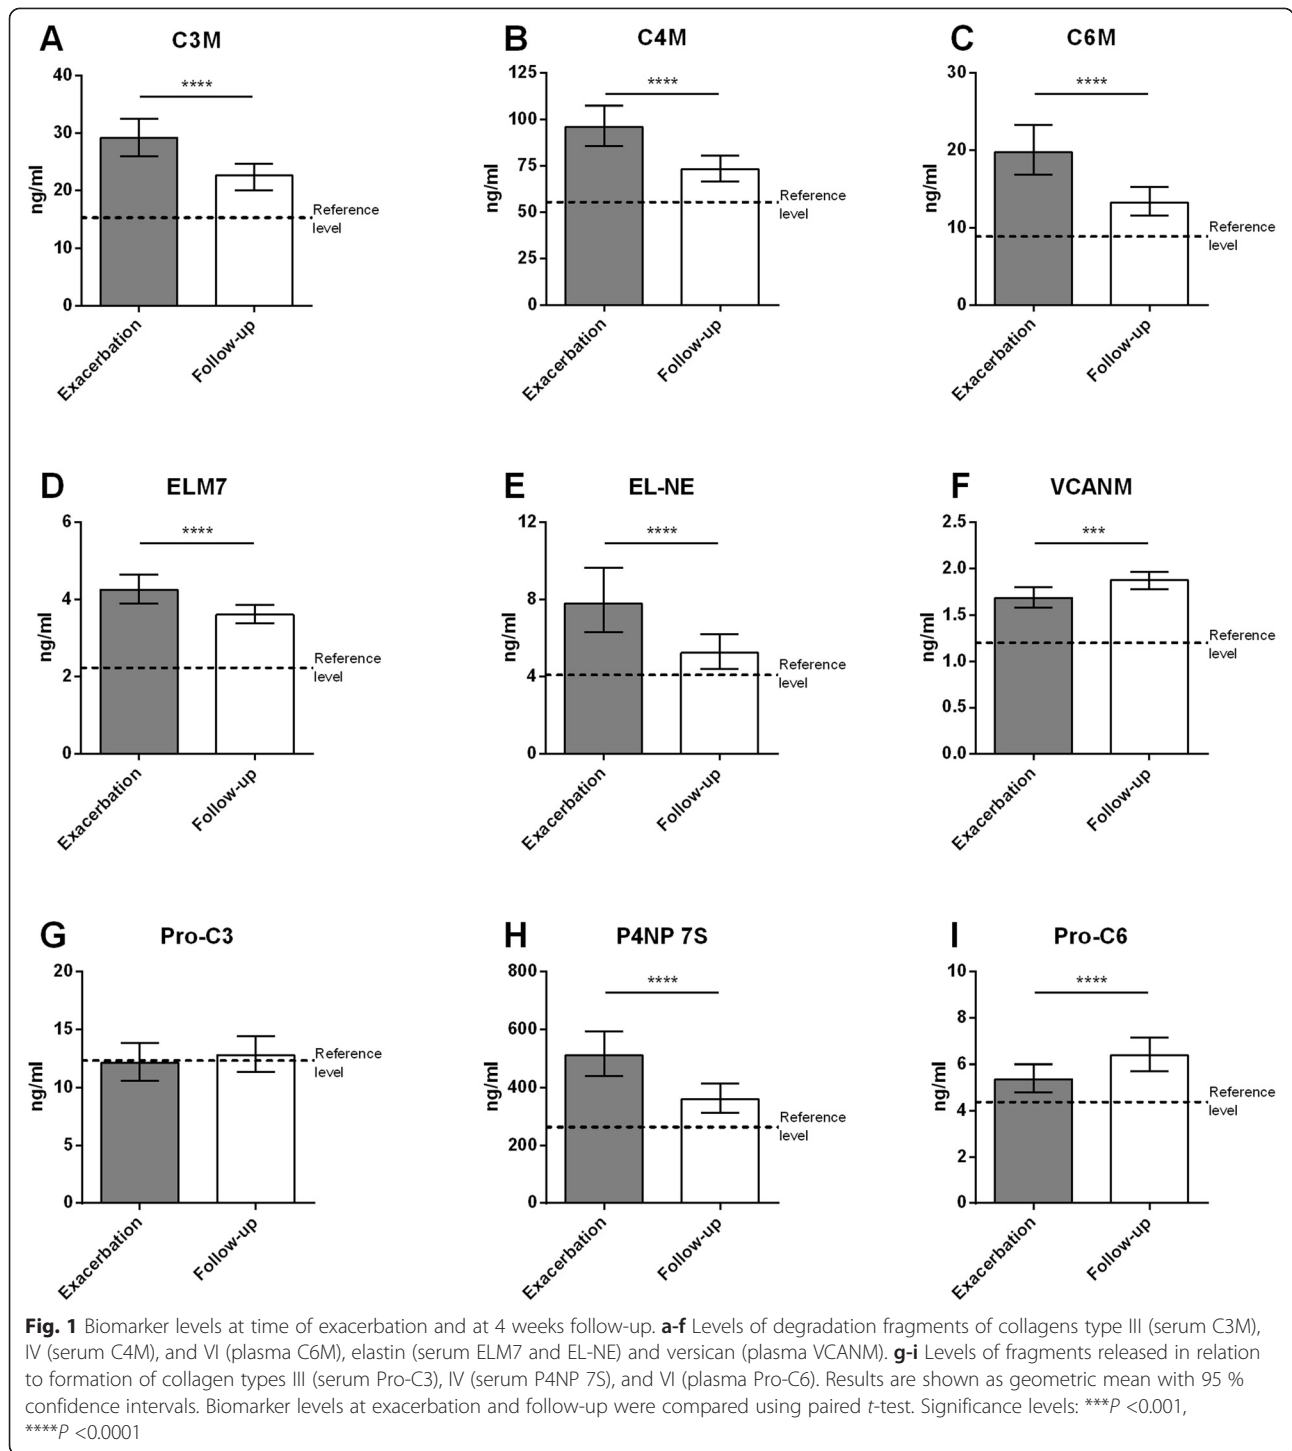 A
C3M
40
30
20
10
0
ng/ml
****
Reference
level
Exacerbation
Follow-up
B
C4M
125
100
75
50
25
0
ng/ml
****
Reference
level
Exacerbation
Follow-up
C
C6M
30
20
10
0
ng/ml
****
Reference
level
Exacerbation
Follow-up
D
ELM7
6
4
2
0
ng/ml
****
Reference
level
Exacerbation
Follow-up
E
EL-NE
12
8
4
0
ng/ml
****
Reference
level
Exacerbation
Follow-up
F
VCANM
2.5
2.0
1.5
1.0
0.5
0.0
ng/ml
***
Reference
level
Exacerbation
Follow-up
G
Pro-C3
20
15
10
5
0
ng/ml
Reference
level
Exacerbation
Follow-up
H
P4NP 7S
800
600
400
200
0
ng/ml
****
Reference
level
Exacerbation
Follow-up
I
Pro-C6
10
8
6
4
2
0
ng/ml
****
Reference
level
Exacerbation
Follow-up
Fig. 1 Biomarker levels at time of exacerbation and at 4 weeks follow-up. a-f Levels of degradation fragments of collagens type III (serum C3M),
IV (serum C4M), and VI (plasma C6M), elastin (serum ELM7 and EL-NE) and versican (plasma VCANM). g-i Levels of fragments released in relation
to formation of collagen types III (serum Pro-C3), IV (serum P4NP 7S), and VI (plasma Pro-C6). Results are shown as geometric mean with 95 %
confidence intervals. Biomarker levels at exacerbation and follow-up were compared using paired t-test. Significance levels: ***P <0.001,
****P <0.0001